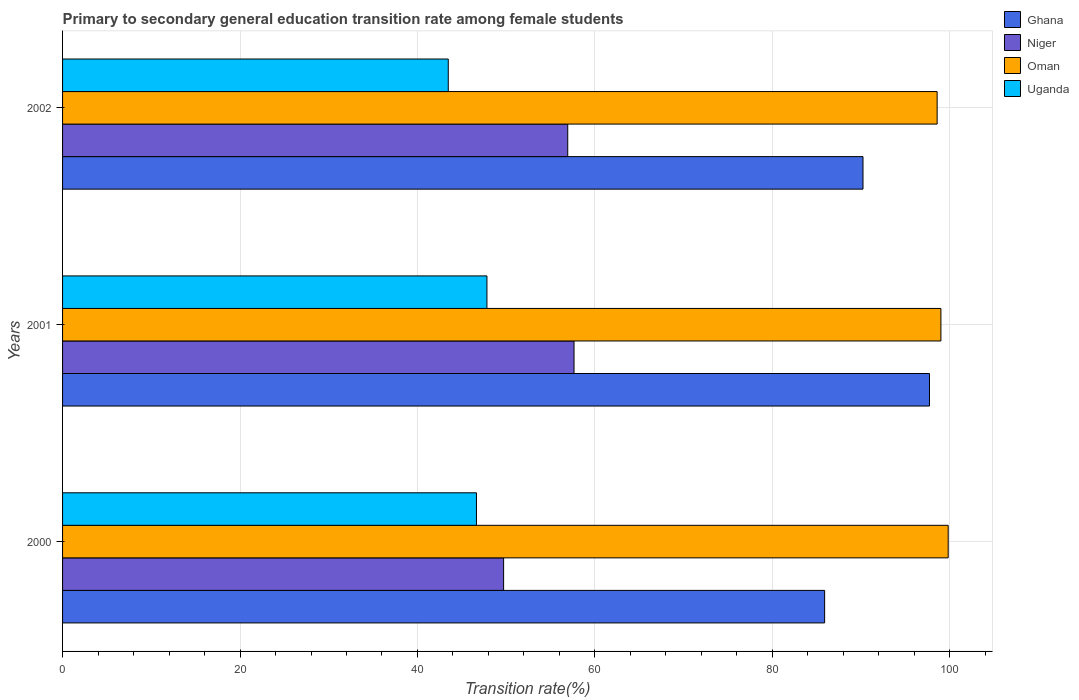 Primary to secondary general education transition rate among female students
Ghana
Niger
Oman
Uganda
Years
2002
2001
2000
0
20
40
60
80
100
Transition rate(%)